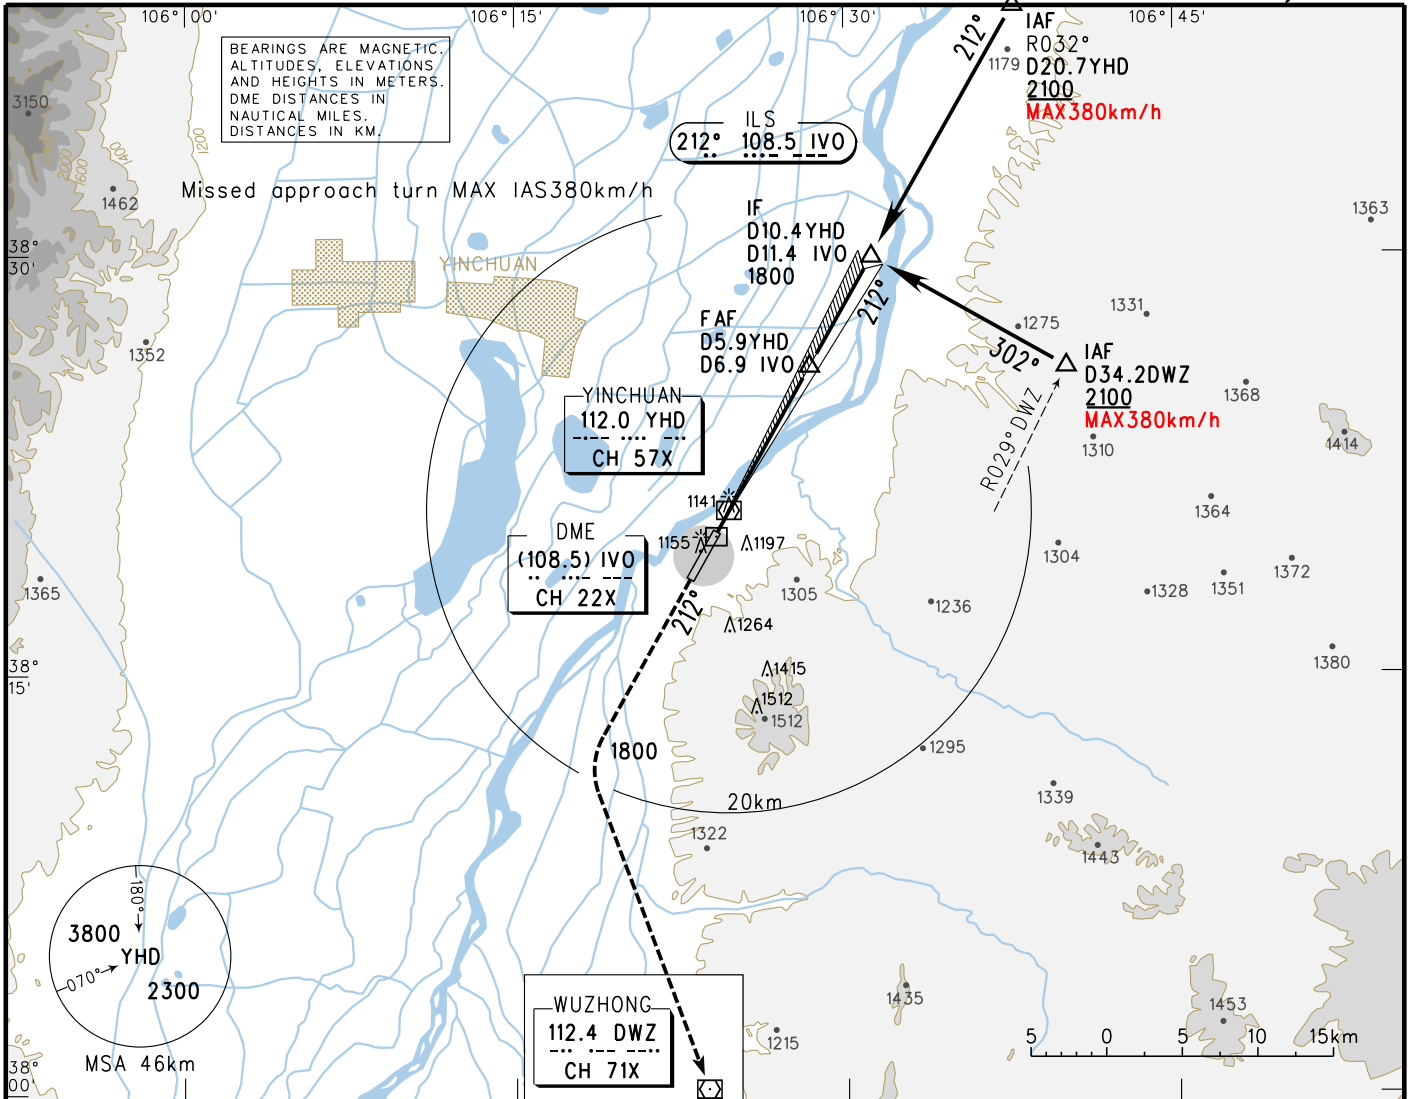 106° 00'
106° 15'
106° 30'
106° 45'
BEARINGS ARE MAGNETIC.
ALTITUDES, ELEVATIONS
AND HEIGHTS IN METERS.
DME DISTANCES IN
NAUTICAL MILES.
DISTANCES IN KM.
212°
IAF
R032°
D20.7YHD
2100
MAX380km/h
1179
3150
2000
1600
1400
1200
ILS
212° 108.5 IVO
Missed approach turn MAX IAS380km/h
1462
1363
IF
D10.4YHD
D11.4 IVO
1800
38°
30'
YINCHUAN
212°
1331
1275
FAF
D5.9YHD
D6.9 IVO
302°
IAF
D34.2DWZ
2100
MAX380km/h
1352
1368
YINCHUAN
112.0 YHD
CH 57X
R029°DWZ
1310
1414
1141
1364
DME
(108.5) IVO
CH 22X
1155
1197
1304
1372
1365
1305
1328
1351
1236
212°
1264
38°
15'
1415
1380
1512
1512
1800
1295
20km
1339
1322
1443
180°
3800
YHD
070°
2300
MSA 46km
WUZHONG
112.4 DWZ
CH 71X
1435
1453
1215
5 0 5 10 15km
38°
00'